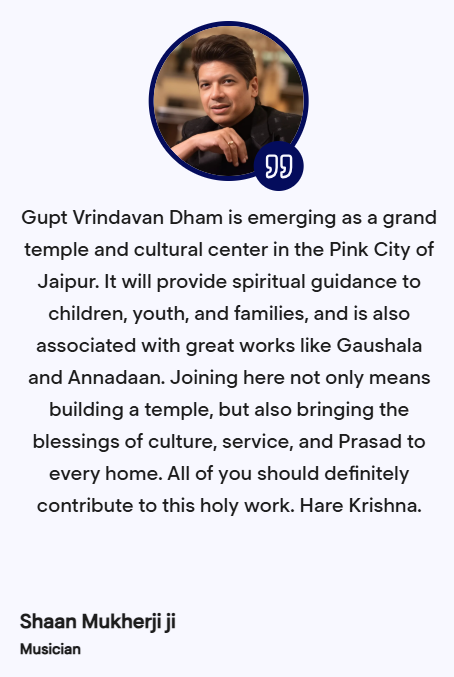 Gupt Vrindavan Dham is emerging as a grand
temple and cultural center in the Pink City of
Jaipur. It will provide spiritual guidance to
children, youth, and families, and is also
associated with great works like Gaushala
and Annadaan. Joining here not only means
building a temple, but also bringing the
blessings of culture, service, and Prasad to
every home. All of you should definitely
contribute to this holy work. Hare Krishna.
Shaan Mukherji ji
Musician